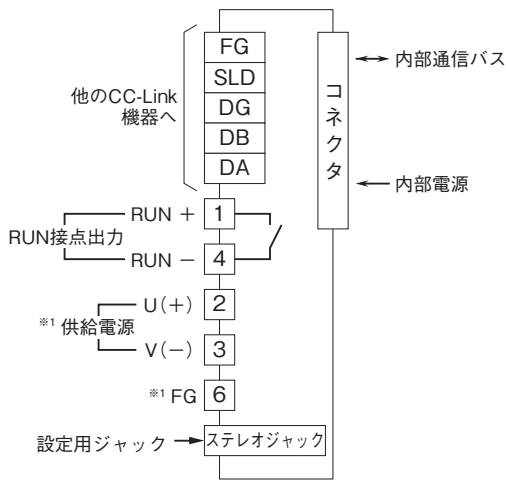 FG
SLD
DG
DB
DA
他のCC-Link
機器へ
コネクタ
内部通信バス
内部電源
RUN + 1
RUN接点出力
RUN － 4
U(+) 2
※1 供給電源
V(－) 3
※1 FG 6
設定用ジャック ステレオジャック